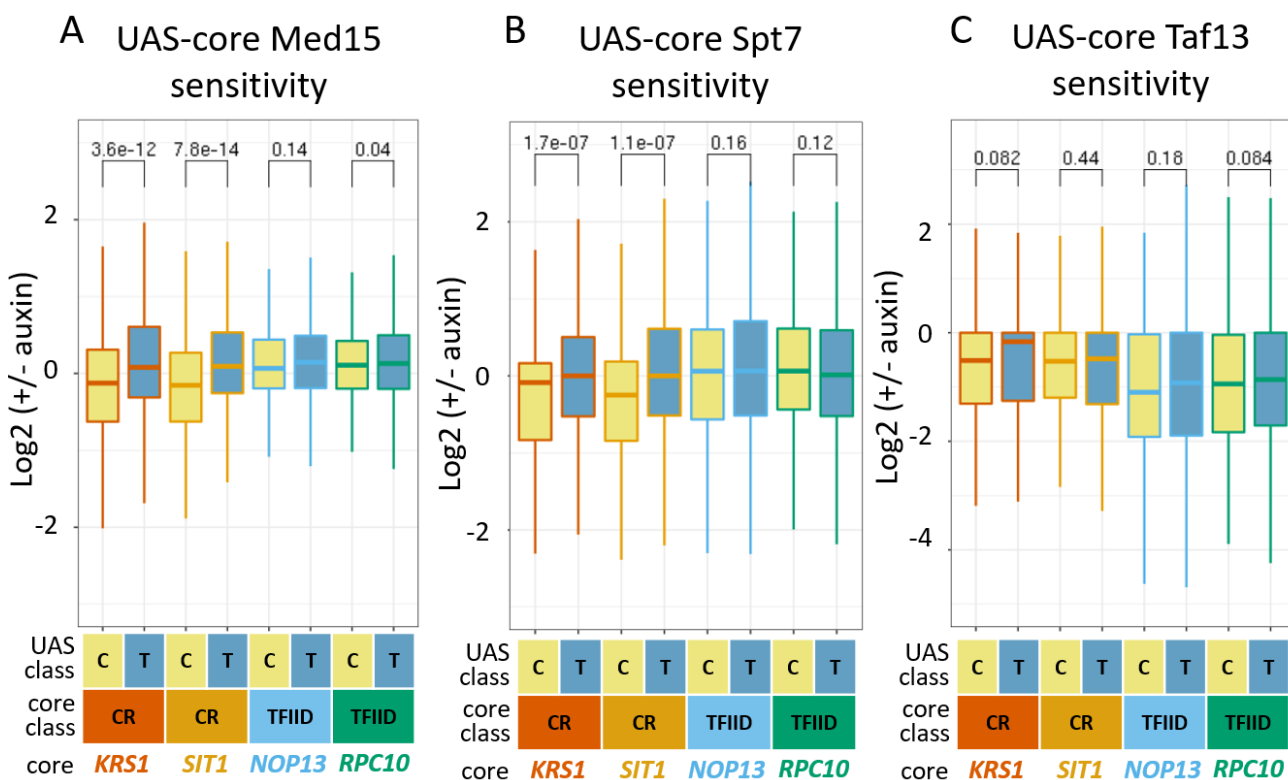 A UAS-core Med15
sensitivity
3.6e-12 7.8e-14 0.14 0.04
2
0
-2
Log2 (+/- auxin)
UAS
class
C T C T C T C T
core
class
CR CR TFIID TFIID
core KRS1 SIT1 NOP13 RPC10
B UAS-core Spt7
sensitivity
1.7e-07 1.1e-07 0.16 0.12
2
0
-2
Log2 (+/- auxin)
UAS
class
C T C T C T C T
core
class
CR CR TFIID TFIID
core KRS1 SIT1 NOP13 RPC10
C UAS-core Taf13
sensitivity
0.082 0.44 0.18 0.084
2
0
-2
-4
Log2 (+/- auxin)
UAS
class
C T C T C T C T
core
class
CR CR TFIID TFIID
core KRS1 SIT1 NOP13 RPC10